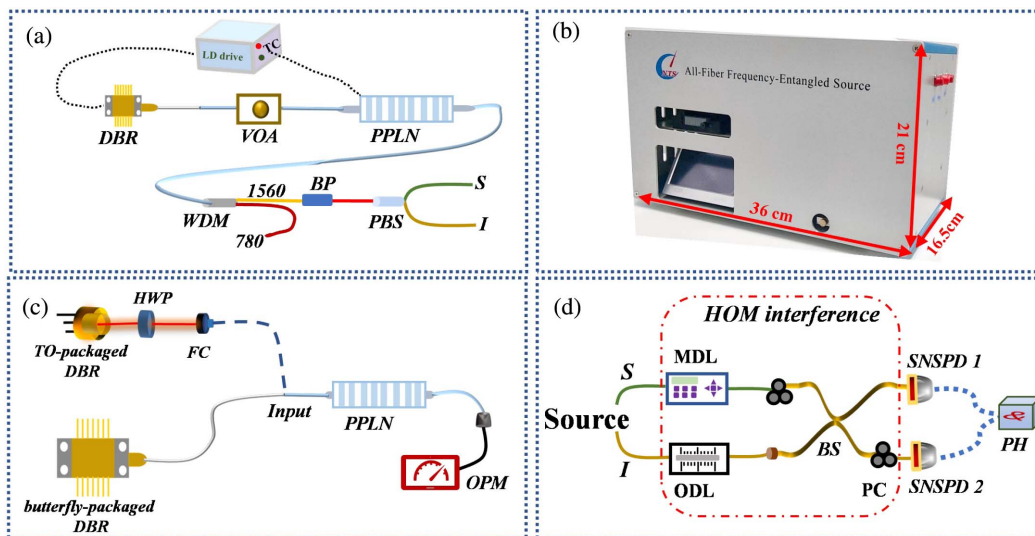 (a)
LD drive
TC
DBR
VOA
PPLN
1560
BP
S
WDM
PBS
I
780
(b)
NTS All-Fiber Frequency-Entangled Source
21 cm
36 cm
16.5cm
(c)
HWP
TO-packaged
DBR
FC
Input
PPLN
OPM
butterfly-packaged
DBR
(d)
HOM interference
MDL
SNSPD 1
S
Source
PH
I
BS
ODL
PC
SNSPD 2